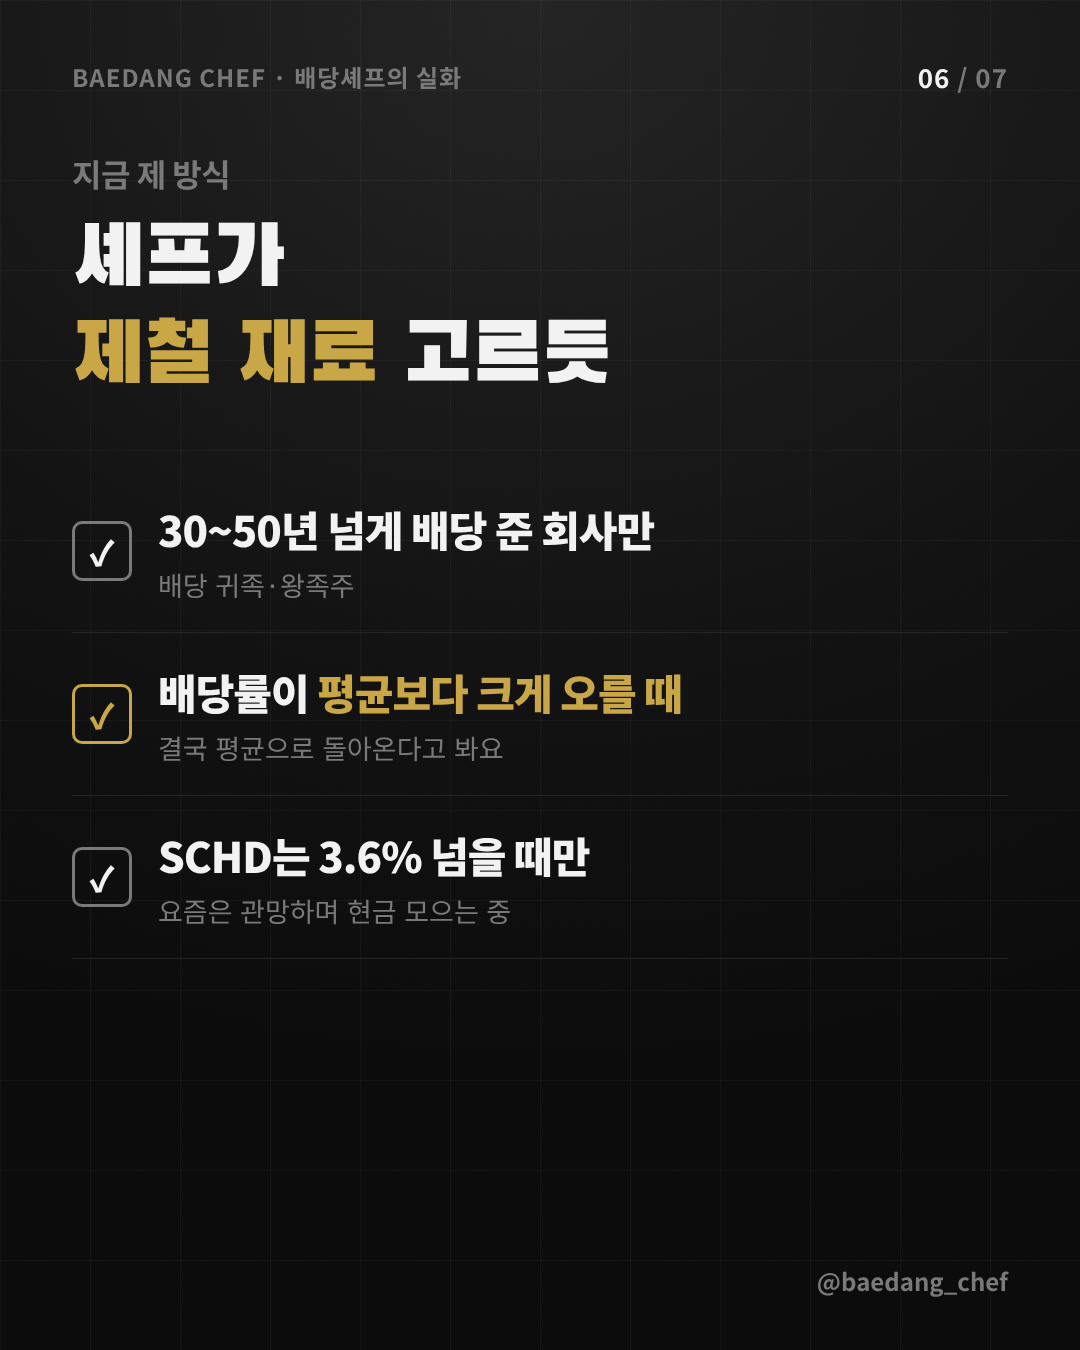 BAEDANG CHEF · 배당셰프의 실화
06 / 07
지금 제 방식
셰프가
제철 재료 고르듯
30~50년 넘게 배당 준 회사만
배당 귀족·왕족주
배당률이 평균보다 크게 오를 때
결국 평균으로 돌아온다고 봐요
SCHD는 3.6% 넘을 때만
요즘은 관망하며 현금 모으는 중
@baedang_chef